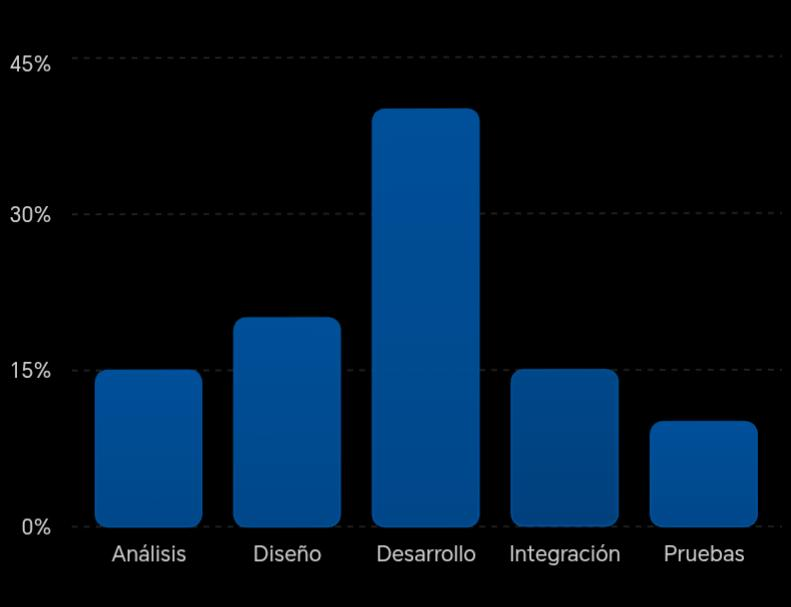 45%
30%
15%
0%
Análisis
Diseño
Desarrollo
Integración
Pruebas